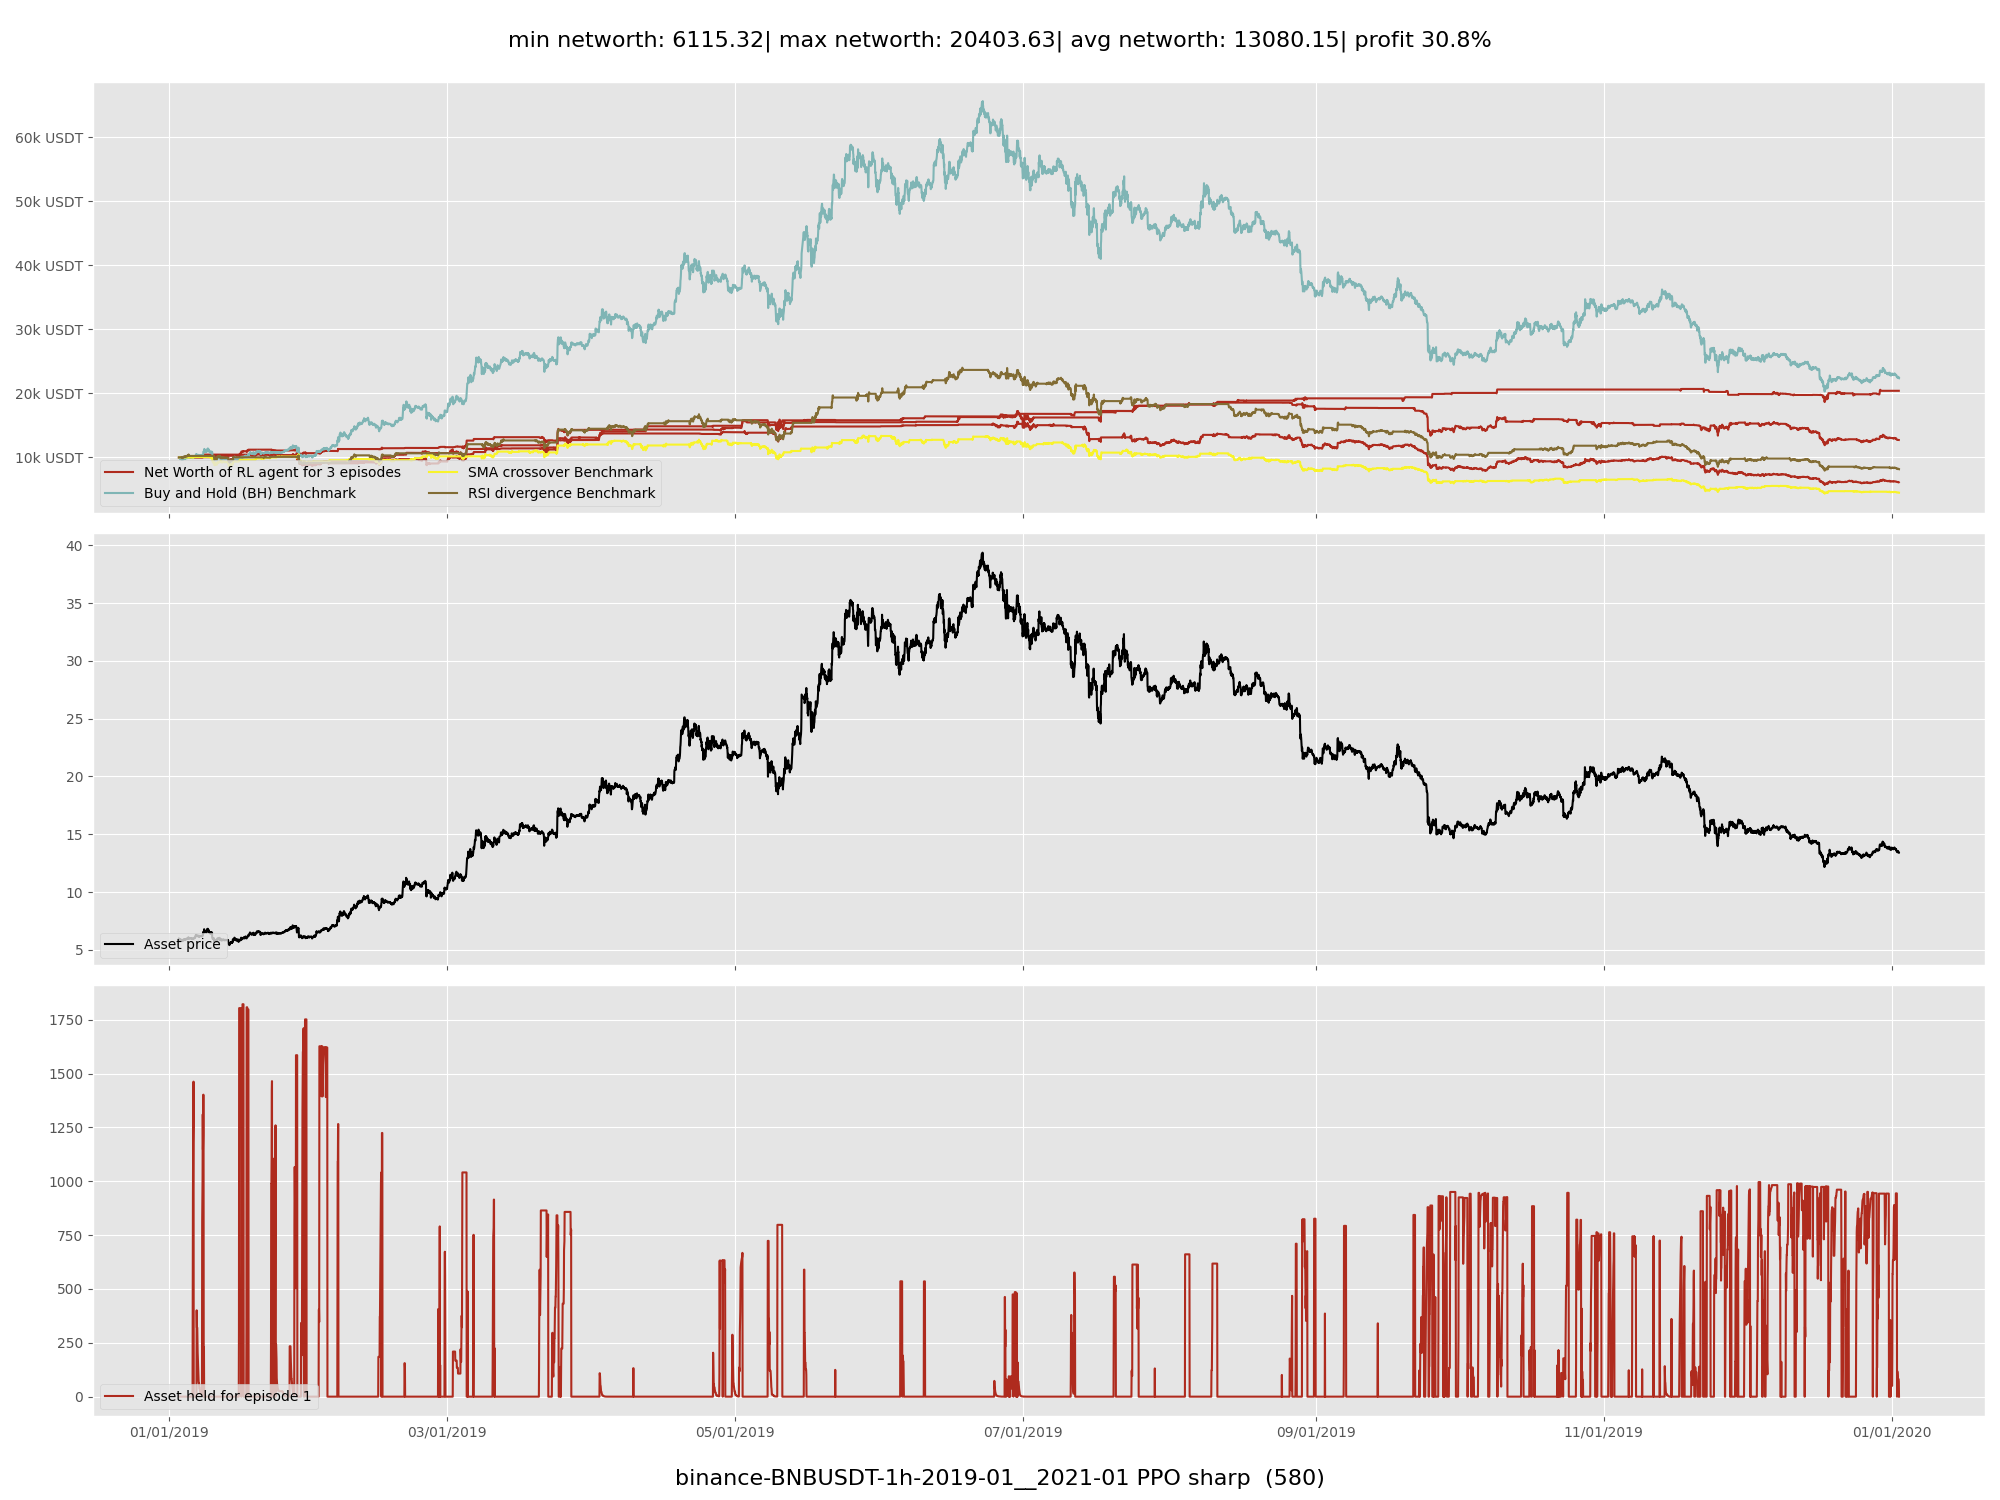 min networth: 6115.32| max networth: 20403.63| avg networth: 13080.15| profit 30.8%
60k USDT
50k USDT
40k USDT
30k USDT
20k USDT
10k USDT
Net Worth of RL agent for 3 episodes
Buy and Hold (BH) Benchmark
SMA crossover Benchmark
RSI divergence Benchmark
40
35
30
25
20
15
10
5
Asset price
1750
1500
1250
1000
750
500
250
0
Asset held for episode 1
01/01/2019 03/01/2019 05/01/2019 07/01/2019 09/01/2019 11/01/2019 01/01/2020
binance-BNBUSDT-1h-2019-01__2021-01 PPO sharp (580)